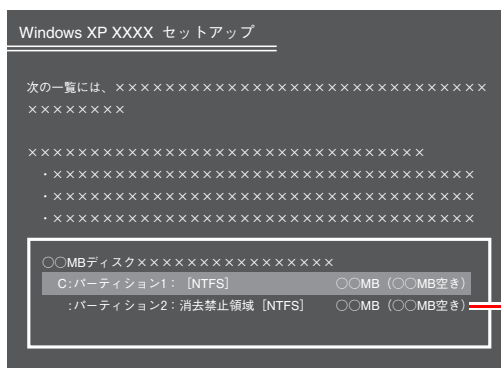 Windows XP XXXX セットアップ
次の一覧には、××××××××××××××××××××××××××××××
××××××××
××××××××××××××××××××××××××××××××
・××××××××××××××××××××××××××××××××××
・××××××××××××××××××××××××××××××××××
・××××××××××××××××××××××××××××××××××
○○MBディスク××××××××××××××××
C:パーティション1： [NTFS] ○○MB（○○MB空き）
:パーティション2：消去禁止領域 [NTFS] ○○MB（○○MB空き）